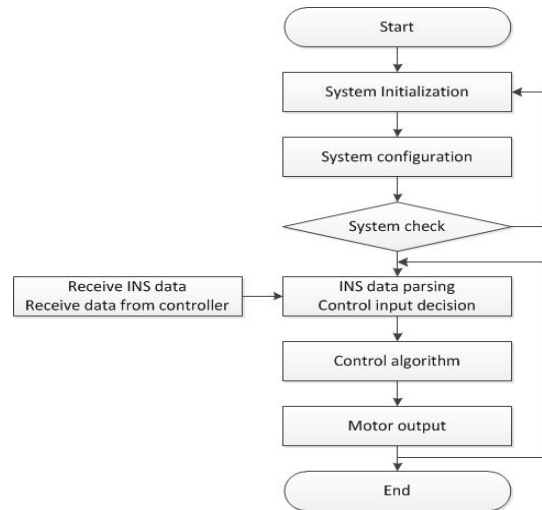 Start
System Initialization
System configuration
System check
Receive INS data
Receive data from controller
INS data parsing
Control input decision
Control algorithm
Motor output
End